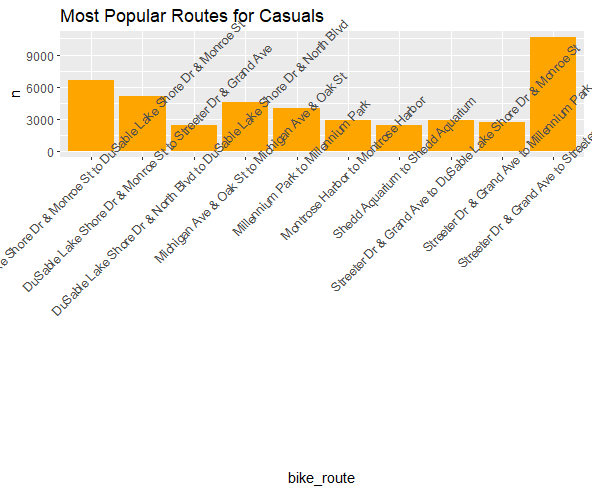 Most Popular Routes for Casuals
n
9000
6000
3000
0
Shore Dr & Monroe St to DuSable Lake Shore Dr & Monroe St
DuSable Lake Shore Dr & Monroe St to Streeter Dr & Grand Ave
DuSable Lake Shore Dr & North Blvd to DuSable Lake Shore Dr & North Blvd
Michigan Ave & Oak St to Michigan Ave & Oak St
Millennium Park to Millennium Park
Montrose Harbor to Montrose Harbor
Shedd Aquarium to Shedd Aquarium
Streeter Dr & Grand Ave to DuSable Lake Shore Dr & Monroe St
Streeter Dr & Grand Ave to Millennium Park
Streeter Dr & Grand Ave to Streete
bike_route